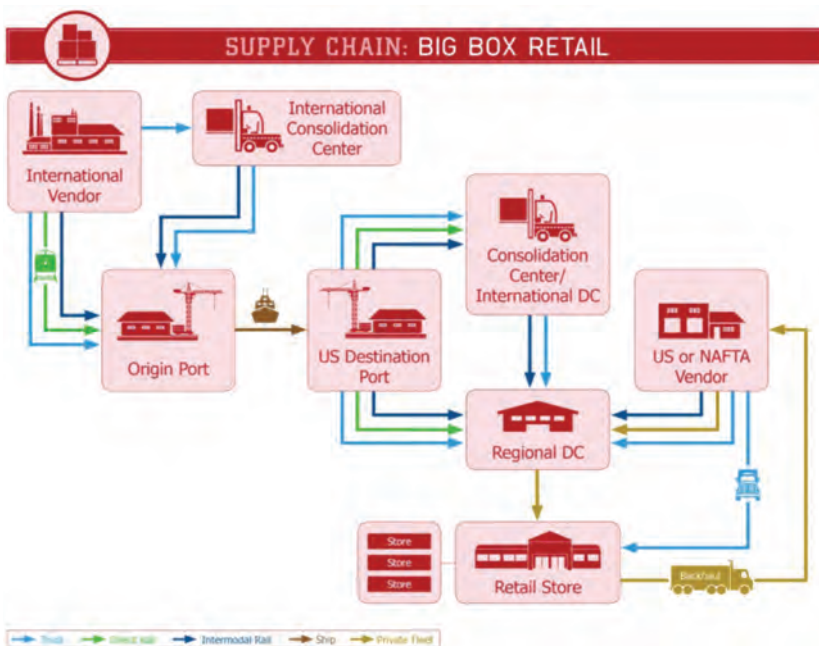 SUPPLY CHAIN: BIG BOX RETAIL
International
Vendor
International
Consolidation
Center
Origin Port
US Destination
Port
Consolidation
Center/
International DC
US or NAFTA
Vendor
Regional DC
Store
Store
Store
Retail Store
Backhaul
Truck
Direct Rail
Intermodal Rail
Ship
Private Fleet